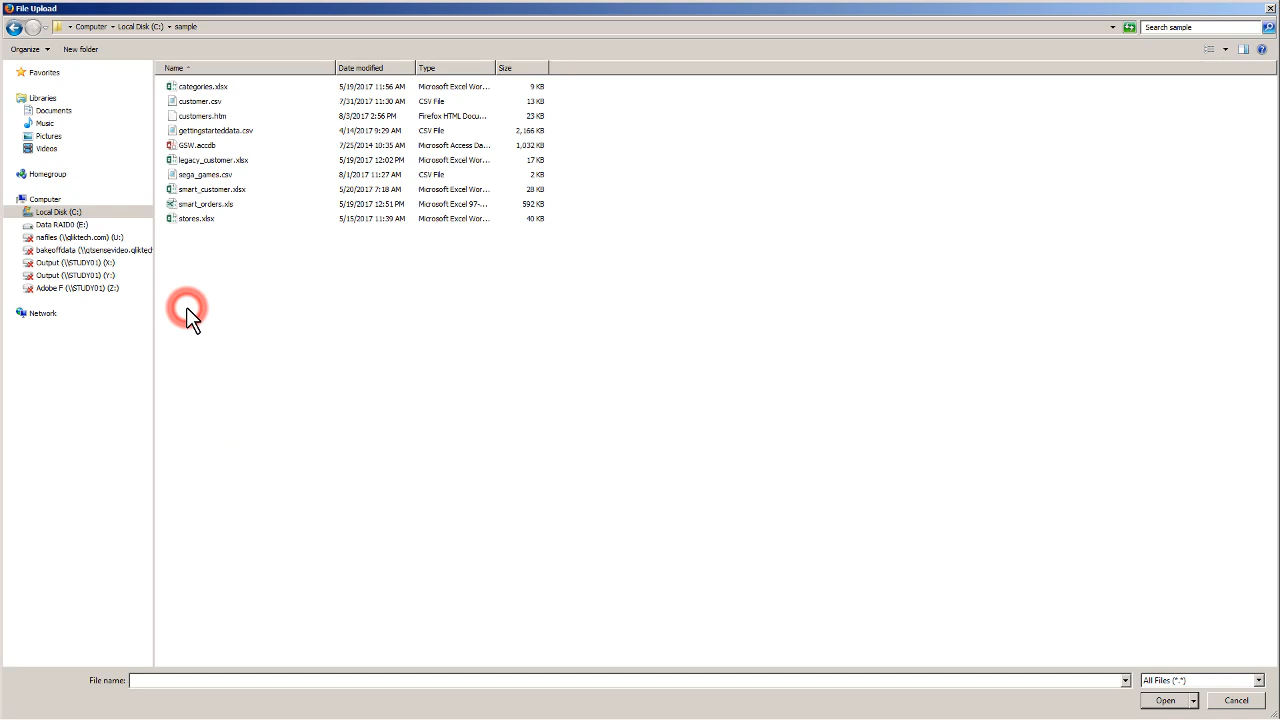 File Upload
Computer Local Disk (C:) sample
Search sample
Organize New folder
Name Date modified Type Size
Favorites
Libraries
Documents
Music
Pictures
Videos
Homegroup
Computer
Local Disk (C:)
Data RAID0 (E:)
nafiles (\\qliktech.com) (U:)
bakeoffdata (\\qtsensevideo.qliktech
Output (\\STUDY01) (X:)
Output (\\STUDY01) (Y:)
Adobe F (\\STUDY01) (Z:)
Network
categories.xlsx 5/19/2017 11:56 AM Microsoft Excel Wor... 9 KB
customer.csv 7/31/2017 11:30 AM CSV File 13 KB
customers.htm 8/3/2017 2:56 PM Firefox HTML Docu... 23 KB
gettingstarteddata.csv 4/14/2017 9:29 AM CSV File 2,166 KB
GSW.accdb 7/25/2014 10:35 AM Microsoft Access Da... 1,032 KB
legacy_customer.xlsx 5/19/2017 12:02 PM Microsoft Excel Wor... 17 KB
sega_games.csv 8/1/2017 11:27 AM CSV File 2 KB
smart_customer.xlsx 5/20/2017 7:18 AM Microsoft Excel Wor... 28 KB
smart_orders.xls 5/19/2017 12:51 PM Microsoft Excel 97-... 592 KB
stores.xlsx 5/15/2017 11:39 AM Microsoft Excel Wor... 40 KB
File name: All Files (*.*)
Open Cancel